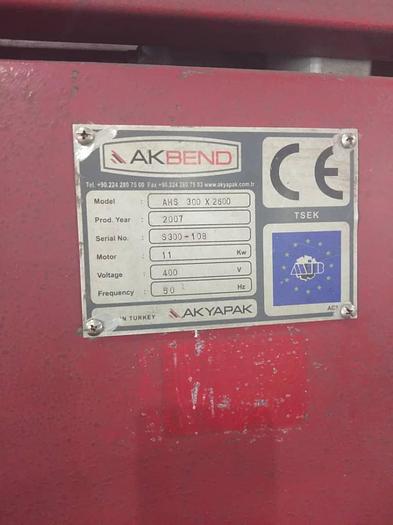 AKBEND
Tel. +90.224 280 75 00 Fax +90.224 280 75 03 www.akyapak.com.tr
Model : AHS 300 X 2600
Prod. Year : 2007
Serial No. : S300-108
Motor : 11 Kw
Voltage : 400 V
Frequency : 50 Hz
IN TURKEY AKYAPAK
CE
TSEK